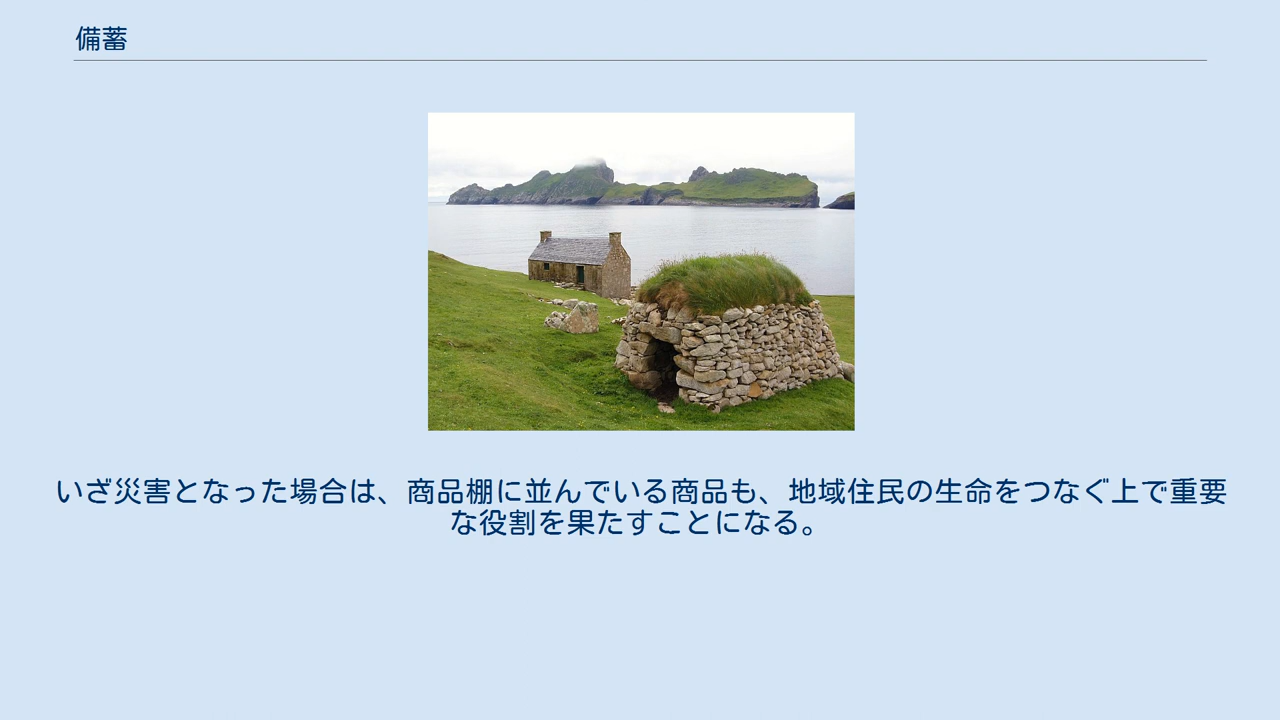 備蓄
いざ災害となった場合は、商品棚に並んでいる商品も、地域住民の生命をつなぐ上で重要
な役割を果たすことになる。